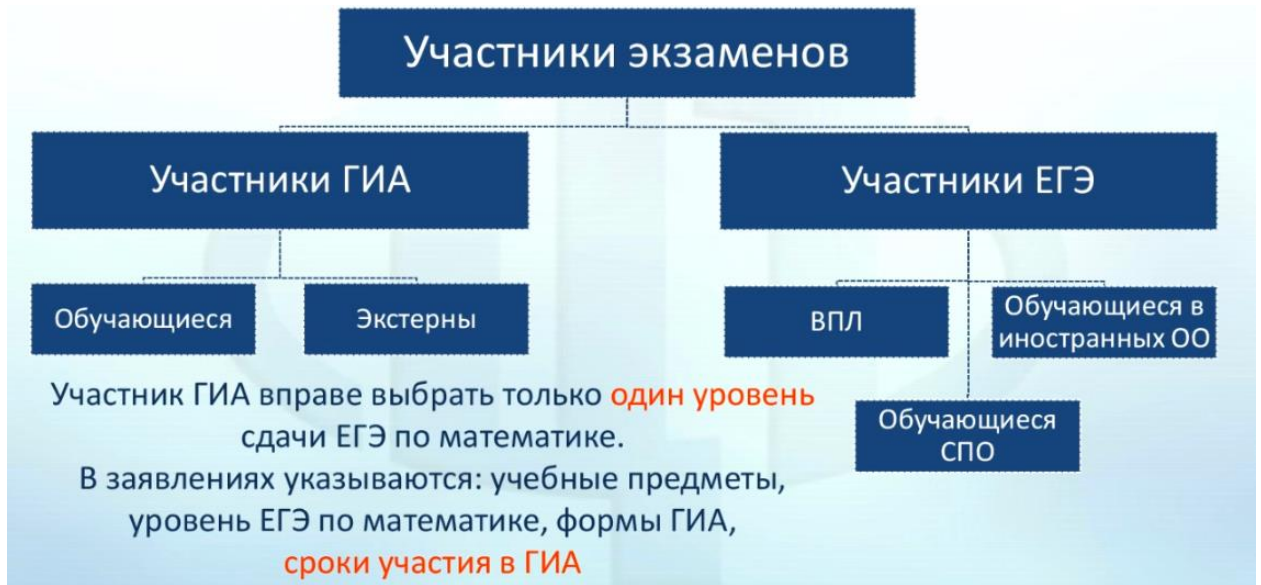 Участники экзаменов
Участники ГИА
Участники ЕГЭ
Обучающиеся
Экстерны
ВПЛ
Обучающиеся в
иностранных ОО
Обучающиеся
СПО
Участник ГИА вправе выбрать только один уровень
сдачи ЕГЭ по математике.
В заявлениях указываются: учебные предметы,
уровень ЕГЭ по математике, формы ГИА,
сроки участия в ГИА